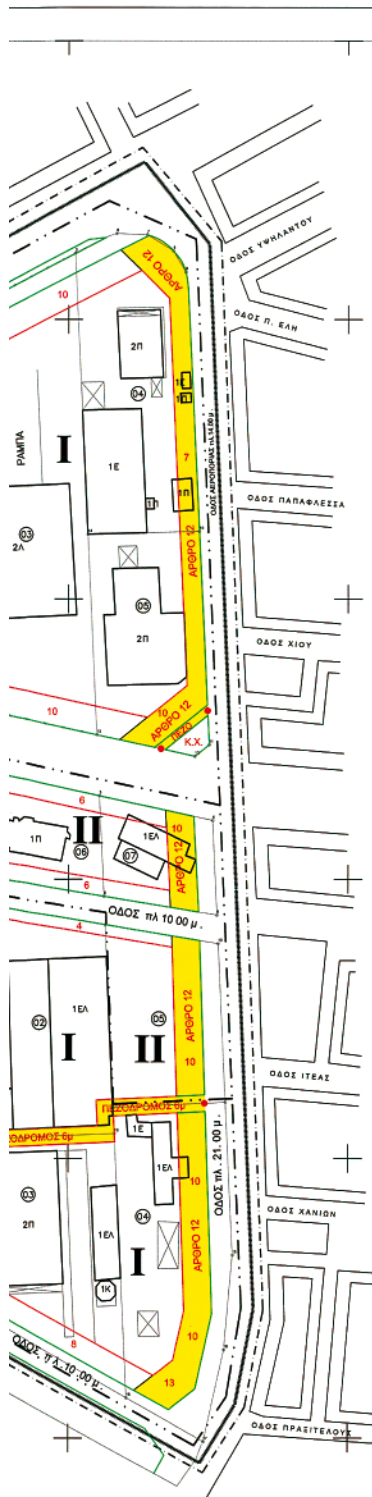 ΟΔΟΣ ΥΨΗΛΑΝΤΟΥ
ΑΡΘΡΟ 12
10
ΟΔΟΣ Π. ΕΛΗ
2Π
04
1Π
ΡΑΜΠΑ
Ι
1Ε
7
ΟΔΟΣ ΑΕΡΟΠΟΡΙΑΣ πλ.14.00 μ.
1Π
ΟΔΟΣ ΠΑΠΑΦΛΕΣΣΑ
03
2Λ
ΑΡΘΡΟ 12
05
2Π
ΟΔΟΣ ΧΙΟΥ
10
10
ΑΡΘΡΟ 12
ΠΕΖΟ
Κ.Χ.
6
10
1ΕΛ
ΙΙ
1Π
06
07
ΑΡΘΡΟ 12
6
4
ΟΔΟΣ πλ 10 00 μ.
1ΕΛ
02
05
Ι
ΙΙ
ΑΡΘΡΟ 12
10
ΟΔΟΣ ΙΤΕΑΣ
ΠΕΖΟΔΡΟΜΟΣ 6μ
ΟΔΟΣ πλ. 21. 00 μ
ΖΟΔΡΟΜΟΣ 6μ
1Ε
1ΕΛ
10
03
2Π
04
ΟΔΟΣ ΧΑΝΙΩΝ
1ΕΛ
Ι
ΑΡΘΡΟ 12
1Κ
8
10
13
ΟΔΟΣ π λ. 10 .00 μ
ΟΔΟΣ ΠΡΑΞΙΤΕΛΟΥΣ